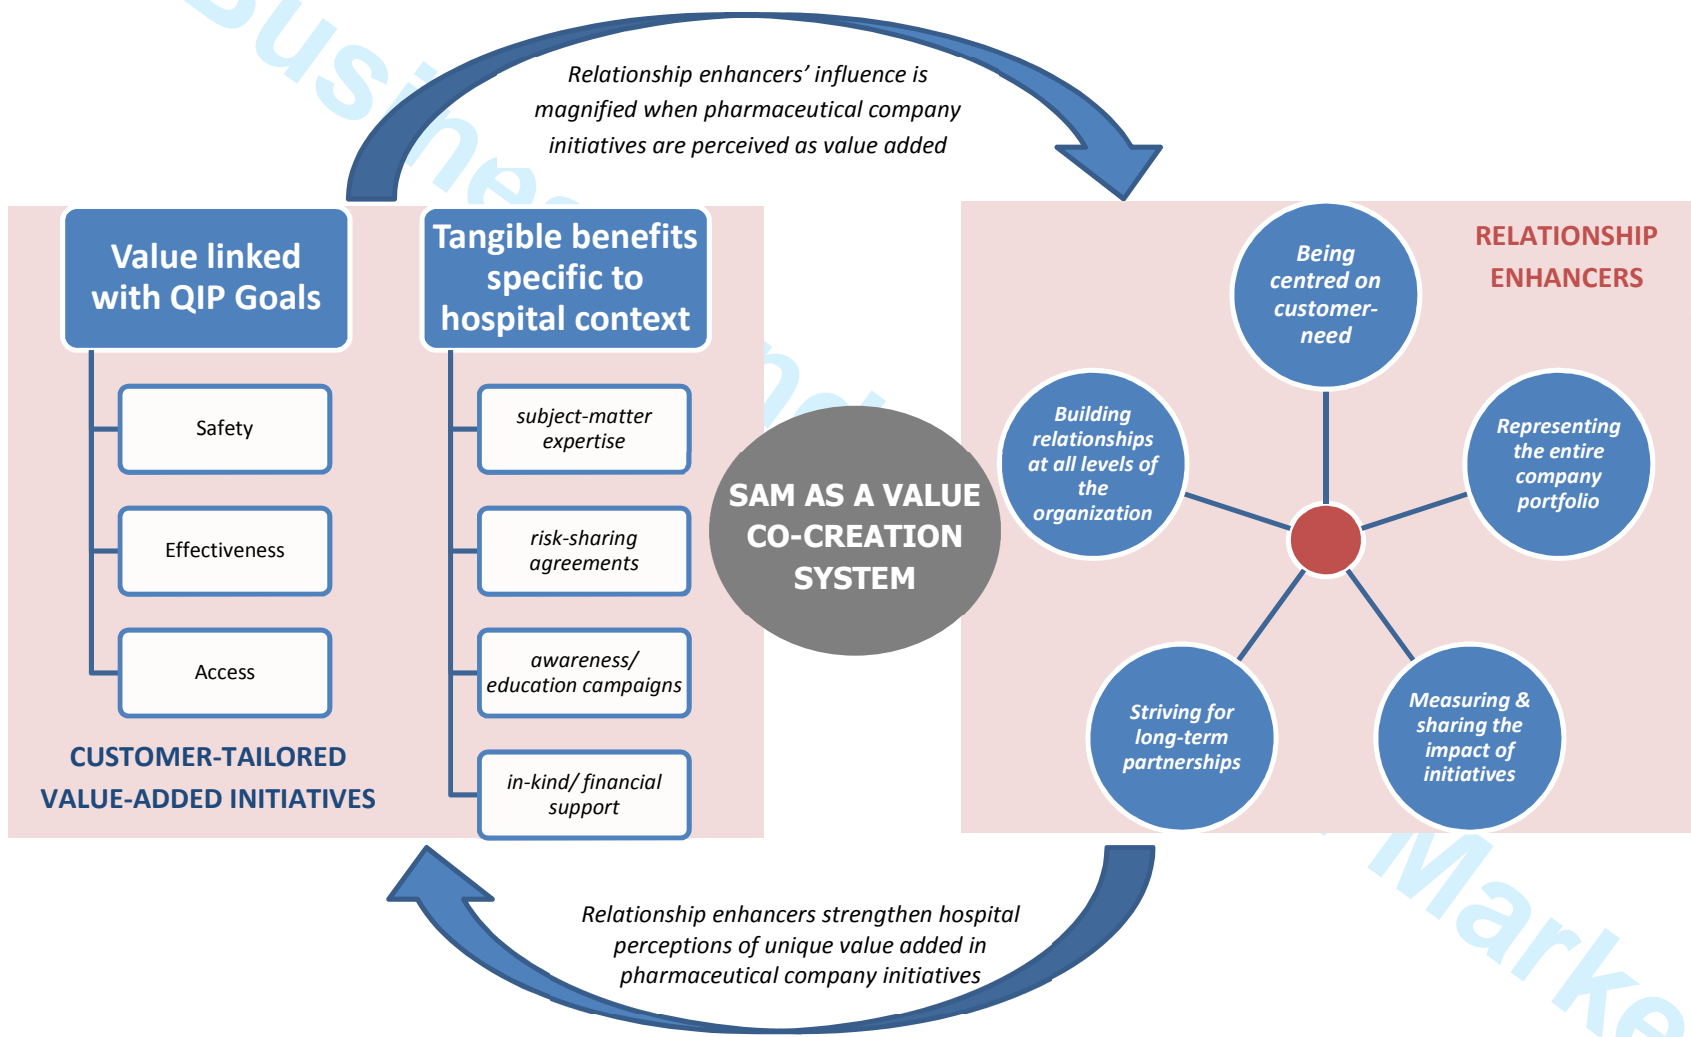 Relationship enhancers’ influence is
magnified when pharmaceutical company
initiatives are perceived as value added
Value linked
with QIP Goals
Safety
Effectiveness
Access
CUSTOMER-TAILORED
VALUE-ADDED INITIATIVES
Tangible benefits
specific to
hospital context
subject-matter
expertise
risk-sharing
agreements
awareness/
education campaigns
in-kind/ financial
support
SAM AS A VALUE
CO-CREATION
SYSTEM
RELATIONSHIP
ENHANCERS
Being
centred on
customer-
need
Building
relationships
at all levels of
the
organization
Representing
the entire
company
portfolio
Striving for
long-term
partnerships
Measuring &
sharing the
impact of
initiatives
Relationship enhancers strengthen hospital
perceptions of unique value added in
pharmaceutical company initiatives